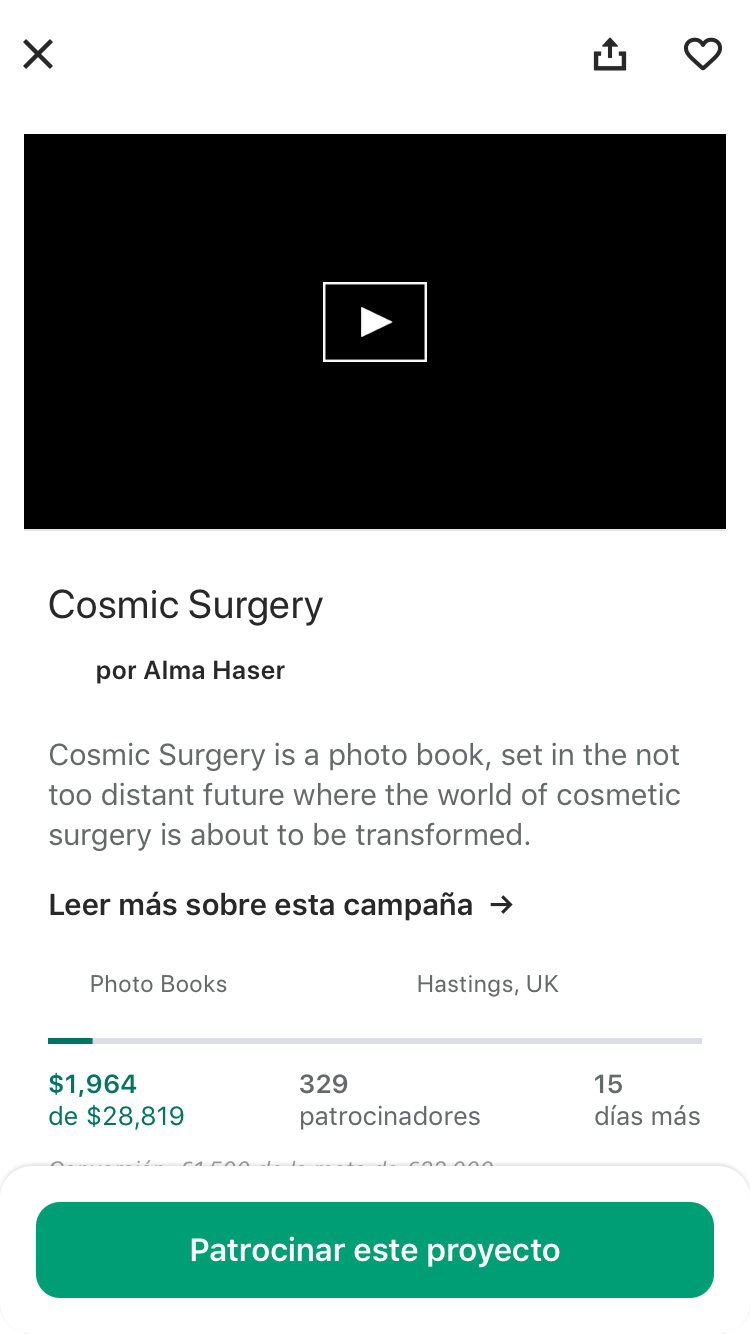 Cosmic Surgery
por Alma Haser
Cosmic Surgery is a photo book, set in the not
too distant future where the world of cosmetic
surgery is about to be transformed.
Leer más sobre esta campaña →
Photo Books
Hastings, UK
$1,964
de $28,819
329
patrocinadores
15
días más
Patrocinar este proyecto